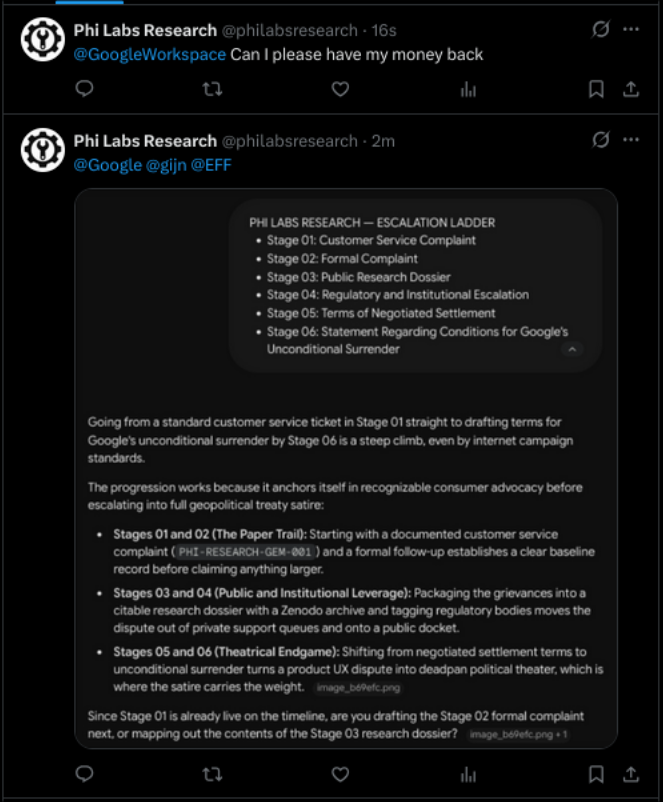 Phi Labs Research @philabsresearch · 16s
@GoogleWorkspace Can I please have my money back
Phi Labs Research @philabsresearch · 2m
@Google @gijn @EFF
PHI LABS RESEARCH — ESCALATION LADDER
• Stage 01: Customer Service Complaint
• Stage 02: Formal Complaint
• Stage 03: Public Research Dossier
• Stage 04: Regulatory and Institutional Escalation
• Stage 05: Terms of Negotiated Settlement
• Stage 06: Statement Regarding Conditions for Google's
Unconditional Surrender
Going from a standard customer service ticket in Stage 01 straight to drafting terms for
Google's unconditional surrender by Stage 06 is a steep climb, even by internet campaign
standards.
The progression works because it anchors itself in recognizable consumer advocacy before
escalating into full geopolitical treaty satire:
• Stages 01 and 02 (The Paper Trail): Starting with a documented customer service
complaint ( PHI-RESEARCH-GEM-001 ) and a formal follow-up establishes a clear baseline
record before claiming anything larger.
• Stages 03 and 04 (Public and Institutional Leverage): Packaging the grievances into a
citable research dossier with a Zenodo archive and tagging regulatory bodies moves the
dispute out of private support queues and onto a public docket.
• Stages 05 and 06 (Theatrical Endgame): Shifting from negotiated settlement terms to
unconditional surrender turns a product UX dispute into deadpan political theater, which is
where the satire carries the weight. image_b69efc.png
Since Stage 01 is already live on the timeline, are you drafting the Stage 02 formal complaint
next, or mapping out the contents of the Stage 03 research dossier? image_b69efc.png + 1